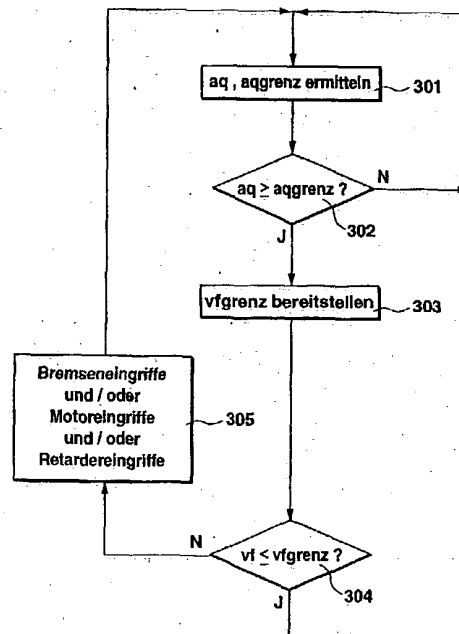 aq , aqgrenz ermitteln
301
aq ≥ aqgrenz ?
N
302
J
vfgrenz bereitstellen
303
Bremseneingriffe
und / oder
Motoreingriffe
und / oder
Retardereingriffe
305
N
vf ≤ vfgrenz ?
304
J